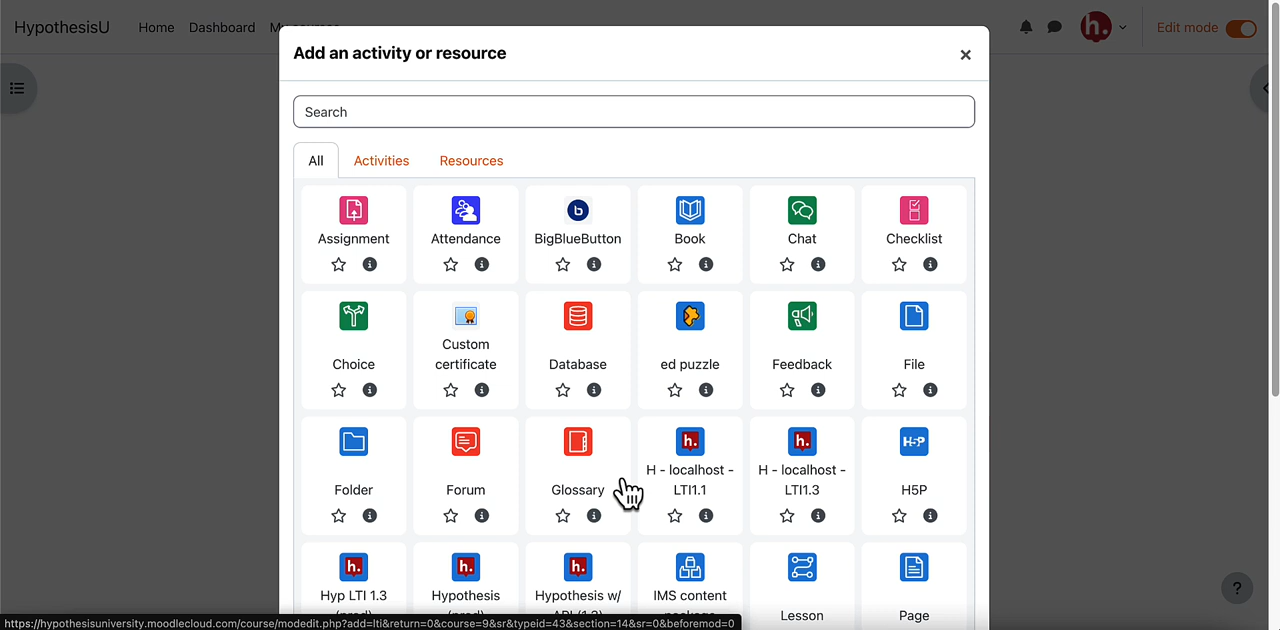 HypothesisU Home Dashboard
Edit mode
Add an activity or resource
Search
All Activities Resources
Assignment Attendance BigBlueButton Book Chat Checklist
Choice Custom certificate Database ed puzzle Feedback File
Folder Forum Glossary H - localhost - LTI1.1 H - localhost - LTI1.3 H5P
Hyp LTI 1.3 Hypothesis Hypothesis w/ IMS content Lesson Page
https://hypothesisuniversity.moodlecloud.com/course/modedit.php?add=lti&return=0&course=9&sr&typeid=43&section=14&sr=0&beforemod=0